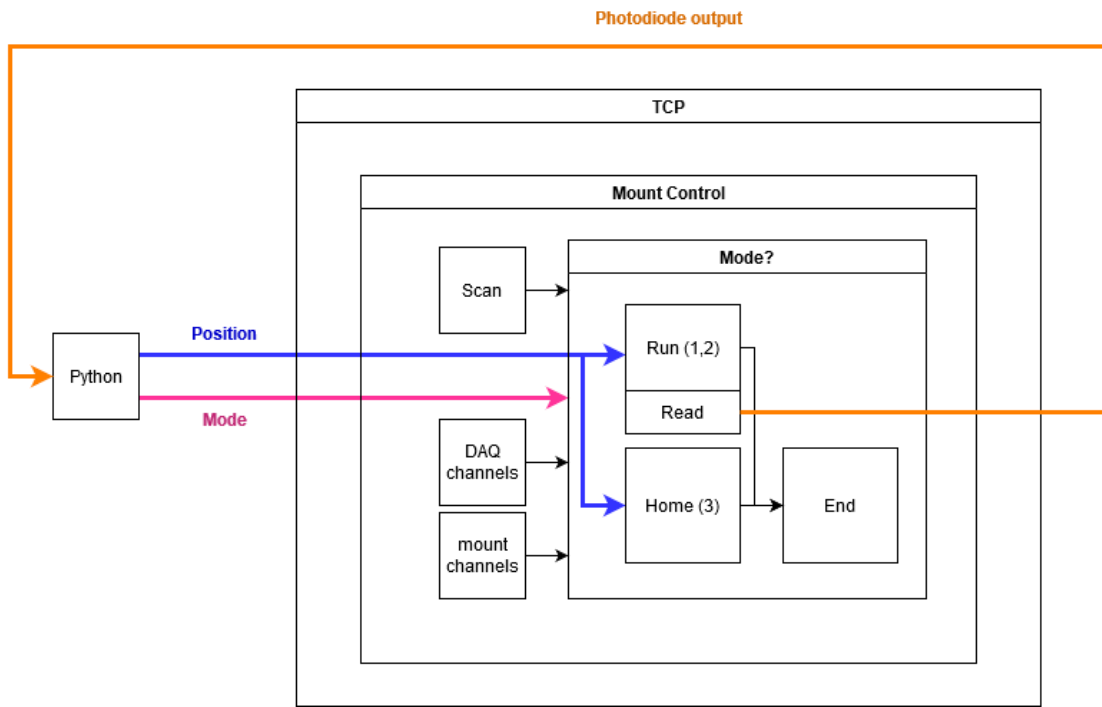 Photodiode output
TCP
Mount Control
Mode?
Scan
Run (1,2)
Position
Python
Read
Mode
DAQ
channels
Home (3)
End
mount
channels